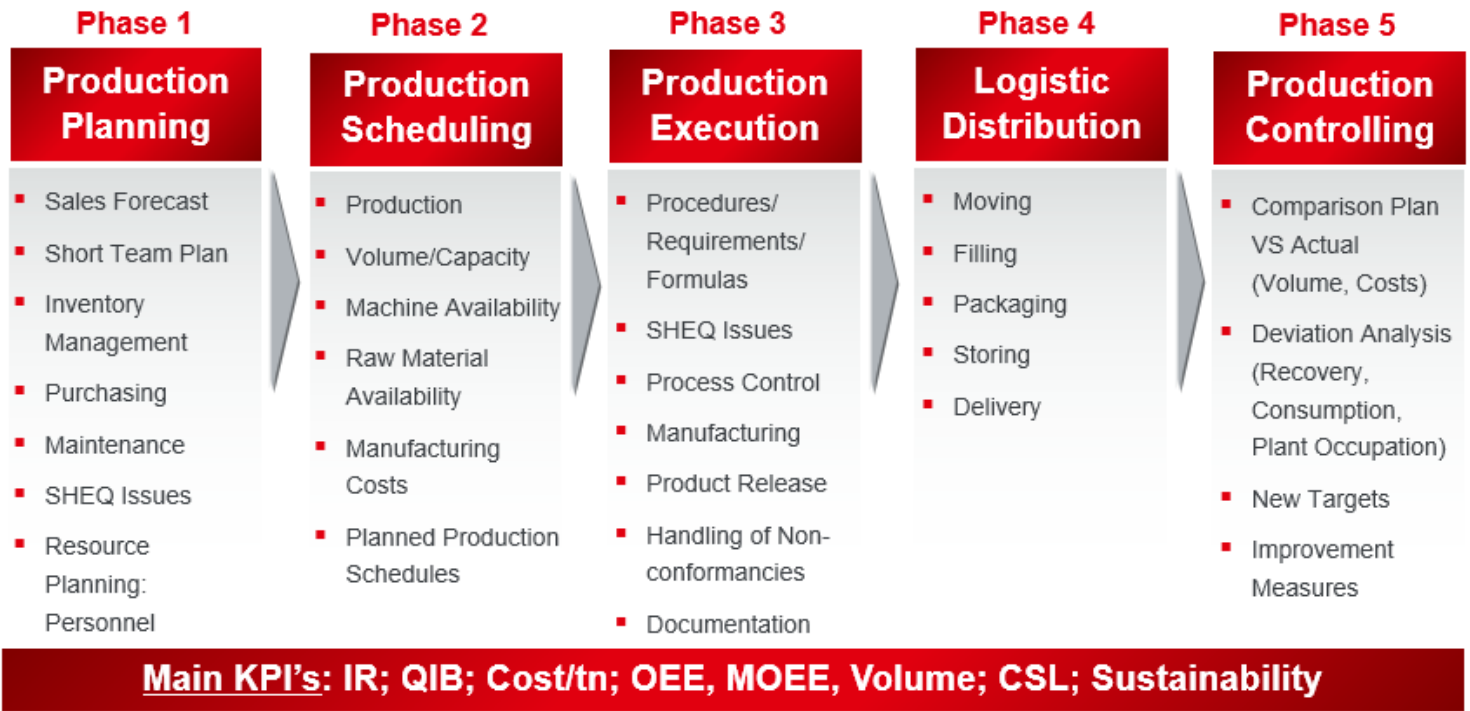 Phase 1
Production
Planning
Sales Forecast
Short Team Plan
Inventory
Management
Purchasing
Maintenance
SHEQ Issues
Resource
Planning:
Personnel
Phase 2
Production
Scheduling
Production
Volume/Capacity
Machine Availability
Raw Material
Availability
Manufacturing
Costs
Planned Production
Schedules
Phase 3
Production
Execution
Procedures/
Requirements/
Formulas
SHEQ Issues
Process Control
Manufacturing
Product Release
Handling of Non-
conformancies
Documentation
Phase 4
Logistic
Distribution
Moving
Filling
Packaging
Storing
Delivery
Phase 5
Production
Controlling
Comparison Plan
VS Actual
(Volume, Costs)
Deviation Analysis
(Recovery,
Consumption,
Plant Occupation)
New Targets
Improvement
Measures
Main KPI's: IR; QIB; Cost/tn; OEE, MOEE, Volume; CSL; Sustainability